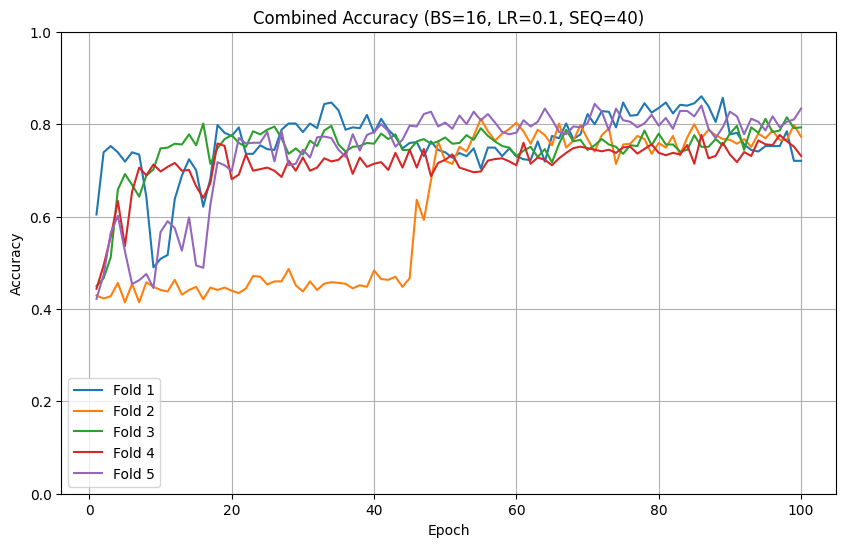 Combined Accuracy (BS=16, LR=0.1, SEQ=40)
1.0
0.8
0.6
0.4
0.2
0.0
Accuracy
Fold 1
Fold 2
Fold 3
Fold 4
Fold 5
0 20 40 60 80 100
Epoch